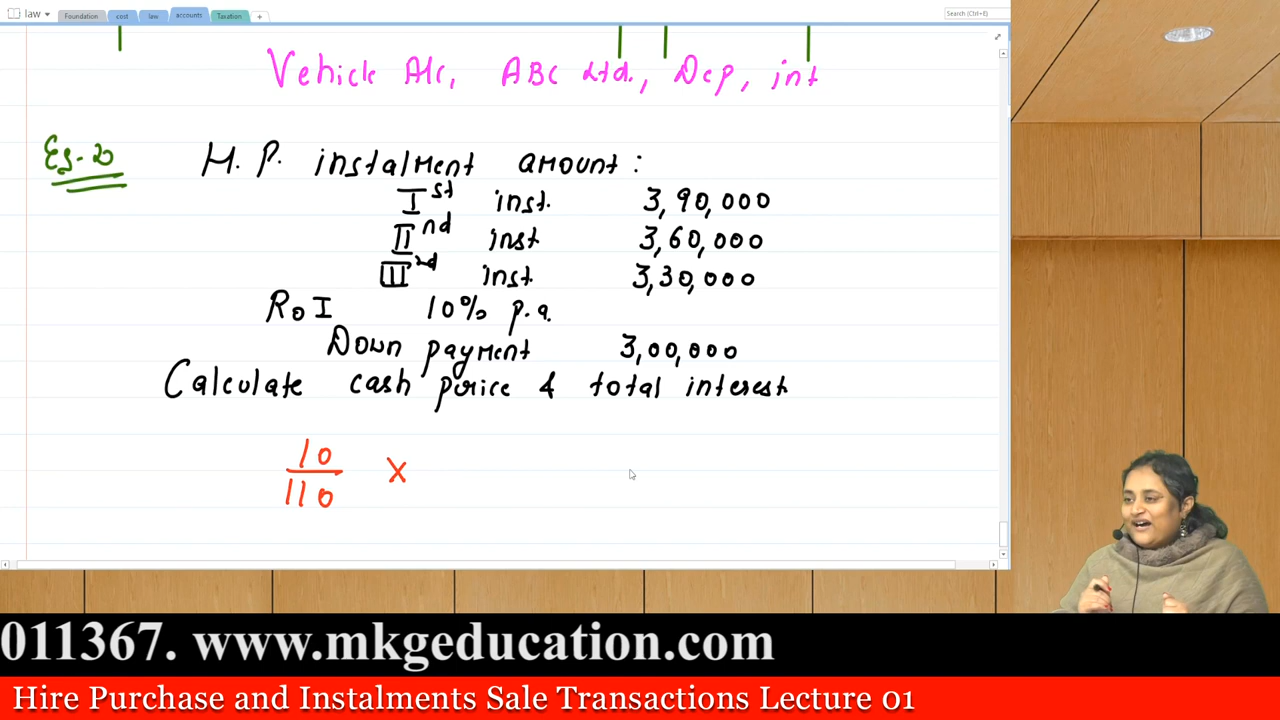 law
Foundation
cost
law
accounts
Taxation
+
Search (Ctrl+E)
Vehicle A/c, ABC Ltd., Dep, int
Eg-20
H.P. instalment amount :
Ist inst. 3,90,000
IInd inst 3,60,000
IIIrd inst. 3,30,000
RoI 10% p.a.
Down payment 3,00,000
Calculate cash price & total interest
10
110
X
011367. www.mkgeducation.com
Hire Purchase and Instalments Sale Transactions Lecture 01